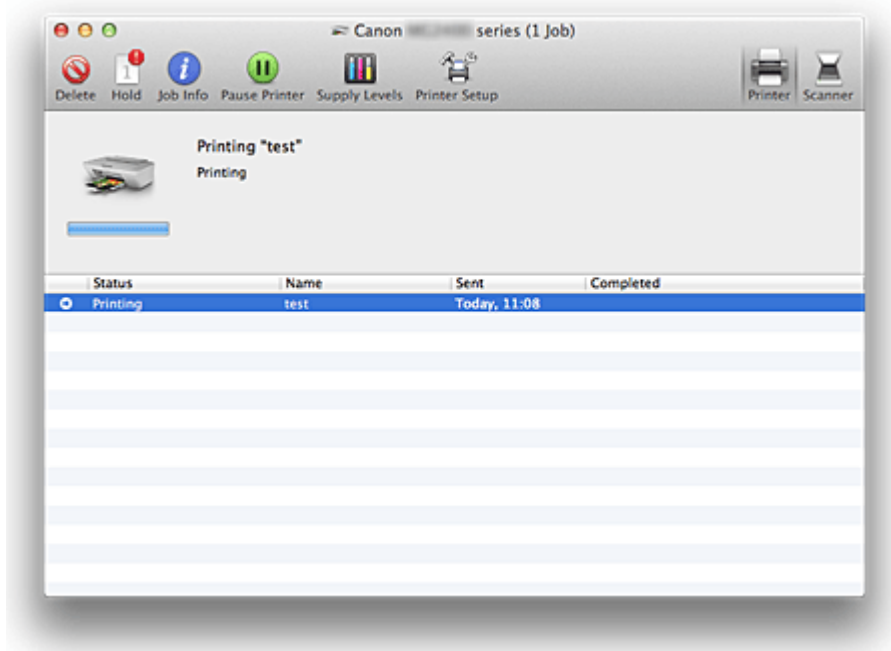 Canon series (1 Job)
Delete Hold Job Info Pause Printer Supply Levels Printer Setup Printer Scanner
Printing "test"
Printing
Status Name Sent Completed
Printing test Today, 11:08